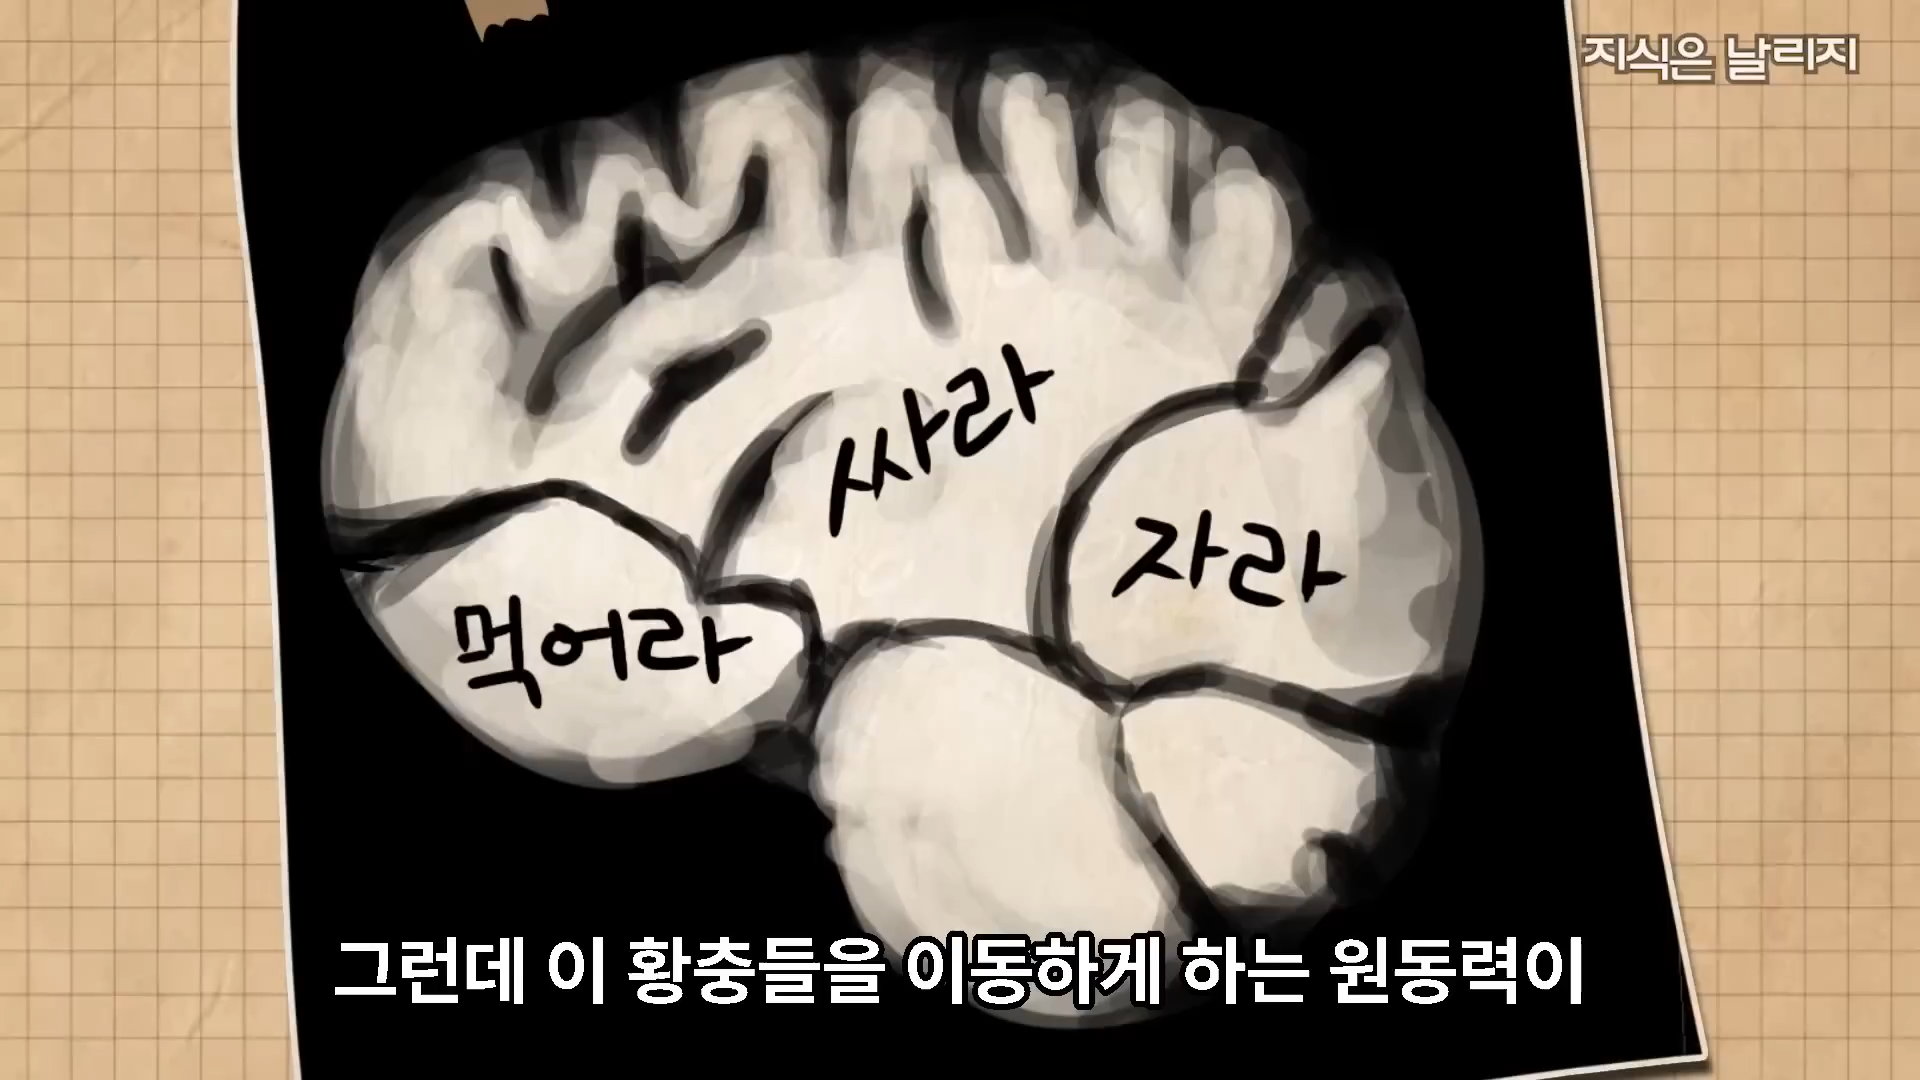 지식은 날리지
싸라
자라
먹어라
그런데 이 황충들을 이동하게 하는 원동력이